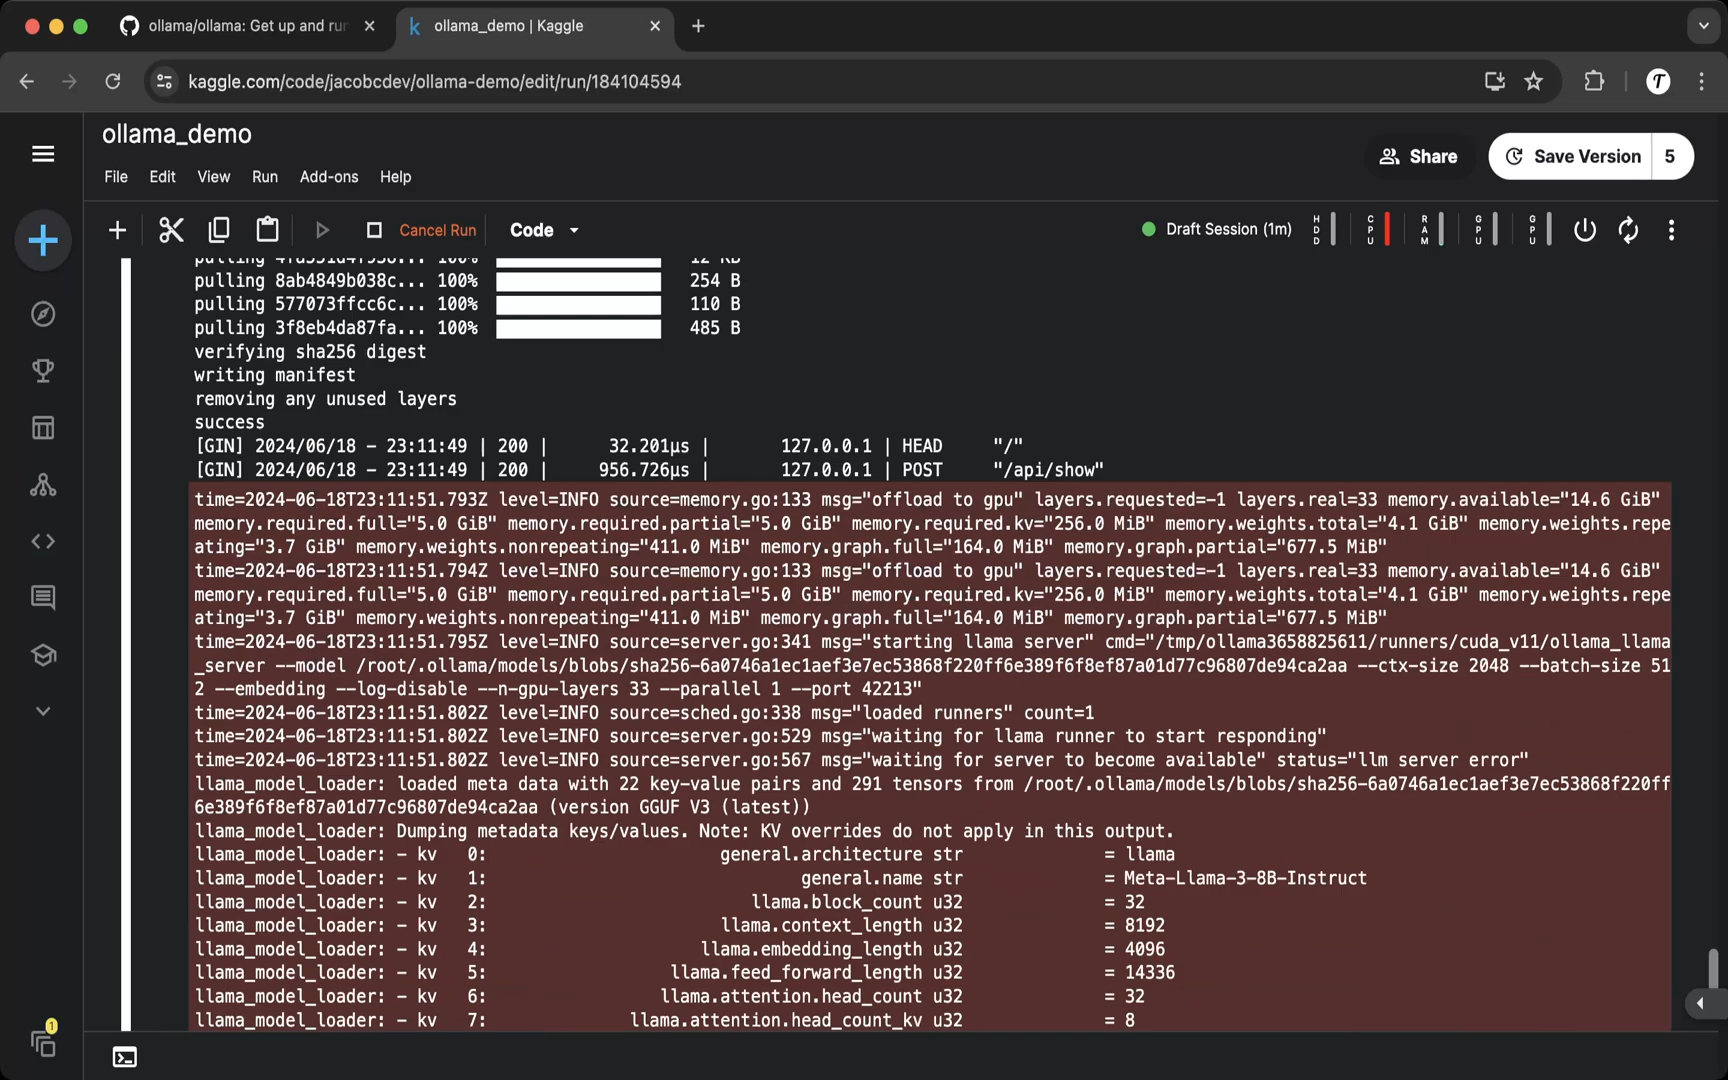 ollama/ollama: Get up and ru
ollama_demo | Kaggle
kaggle.com/code/jacobcdev/ollama-demo/edit/run/184104594
T
ollama_demo
File Edit View Run Add-ons Help
Share
Save Version 5
Cancel Run
Code
Draft Session (1m)
HDD
CPU
RAM
GPU
GPU
pulling 8ab4849b038c... 100% 254 B
pulling 577073ffcc6c... 100% 110 B
pulling 3f8eb4da87fa... 100% 485 B
verifying sha256 digest
writing manifest
removing any unused layers
success
[GIN] 2024/06/18 - 23:11:49 | 200 | 32.201µs | 127.0.0.1 | HEAD "/"
[GIN] 2024/06/18 - 23:11:49 | 200 | 956.726µs | 127.0.0.1 | POST "/api/show"
time=2024-06-18T23:11:51.793Z level=INFO source=memory.go:133 msg="offload to gpu" layers.requested=-1 layers.real=33 memory.available="14.6 GiB"
memory.required.full="5.0 GiB" memory.required.partial="5.0 GiB" memory.required.kv="256.0 MiB" memory.weights.total="4.1 GiB" memory.weights.repe
ating="3.7 GiB" memory.weights.nonrepeating="411.0 MiB" memory.graph.full="164.0 MiB" memory.graph.partial="677.5 MiB"
time=2024-06-18T23:11:51.794Z level=INFO source=memory.go:133 msg="offload to gpu" layers.requested=-1 layers.real=33 memory.available="14.6 GiB"
memory.required.full="5.0 GiB" memory.required.partial="5.0 GiB" memory.required.kv="256.0 MiB" memory.weights.total="4.1 GiB" memory.weights.repe
ating="3.7 GiB" memory.weights.nonrepeating="411.0 MiB" memory.graph.full="164.0 MiB" memory.graph.partial="677.5 MiB"
time=2024-06-18T23:11:51.795Z level=INFO source=server.go:341 msg="starting llama server" cmd="/tmp/ollama3658825611/runners/cuda_v11/ollama_llama
_server --model /root/.ollama/models/blobs/sha256-6a0746a1ec1aef3e7ec53868f220ff6e389f6f8ef87a01d77c96807de94ca2aa --ctx-size 2048 --batch-size 51
2 --embedding --log-disable --n-gpu-layers 33 --parallel 1 --port 42213"
time=2024-06-18T23:11:51.802Z level=INFO source=sched.go:338 msg="loaded runners" count=1
time=2024-06-18T23:11:51.802Z level=INFO source=server.go:529 msg="waiting for llama runner to start responding"
time=2024-06-18T23:11:51.802Z level=INFO source=server.go:567 msg="waiting for server to become available" status="llm server error"
llama_model_loader: loaded meta data with 22 key-value pairs and 291 tensors from /root/.ollama/models/blobs/sha256-6a0746a1ec1aef3e7ec53868f220ff
6e389f6f8ef87a01d77c96807de94ca2aa (version GGUF V3 (latest))
llama_model_loader: Dumping metadata keys/values. Note: KV overrides do not apply in this output.
llama_model_loader: - kv 0: general.architecture str = llama
llama_model_loader: - kv 1: general.name str = Meta-Llama-3-8B-Instruct
llama_model_loader: - kv 2: llama.block_count u32 = 32
llama_model_loader: - kv 3: llama.context_length u32 = 8192
llama_model_loader: - kv 4: llama.embedding_length u32 = 4096
llama_model_loader: - kv 5: llama.feed_forward_length u32 = 14336
llama_model_loader: - kv 6: llama.attention.head_count u32 = 32
llama_model_loader: - kv 7: llama.attention.head_count_kv u32 = 8
1